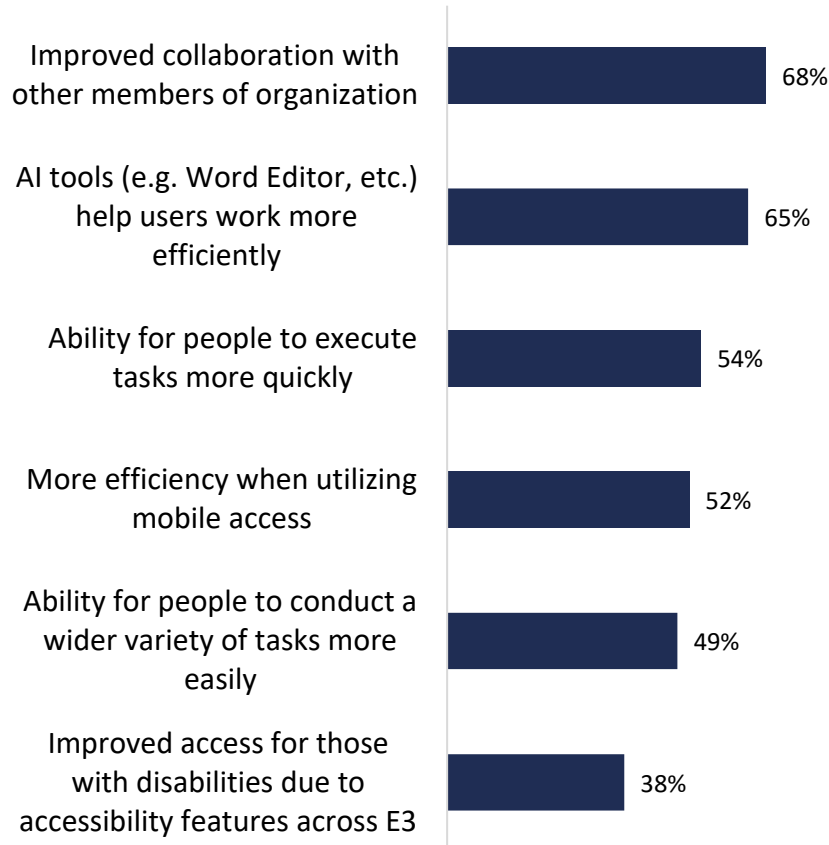 Improved collaboration with
other members of organization
68%
AI tools (e.g. Word Editor, etc.)
help users work more
efficiently
65%
Ability for people to execute
tasks more quickly
54%
More efficiency when utilizing
mobile access
52%
Ability for people to conduct a
wider variety of tasks more
easily
49%
Improved access for those
with disabilities due to
accessibility features across E3
38%